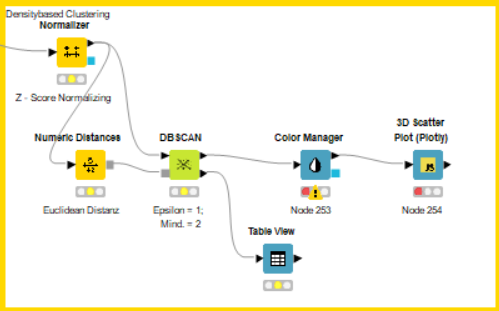 Densitybased Clustering
Normalizer
Z - Score Normalizing
Numeric Distances
Euclidean Distanz
DBSCAN
Epsilon = 1;
Mind. = 2
Color Manager
Node 253
3D Scatter
Plot (Plotly)
JS
Node 254
Table View